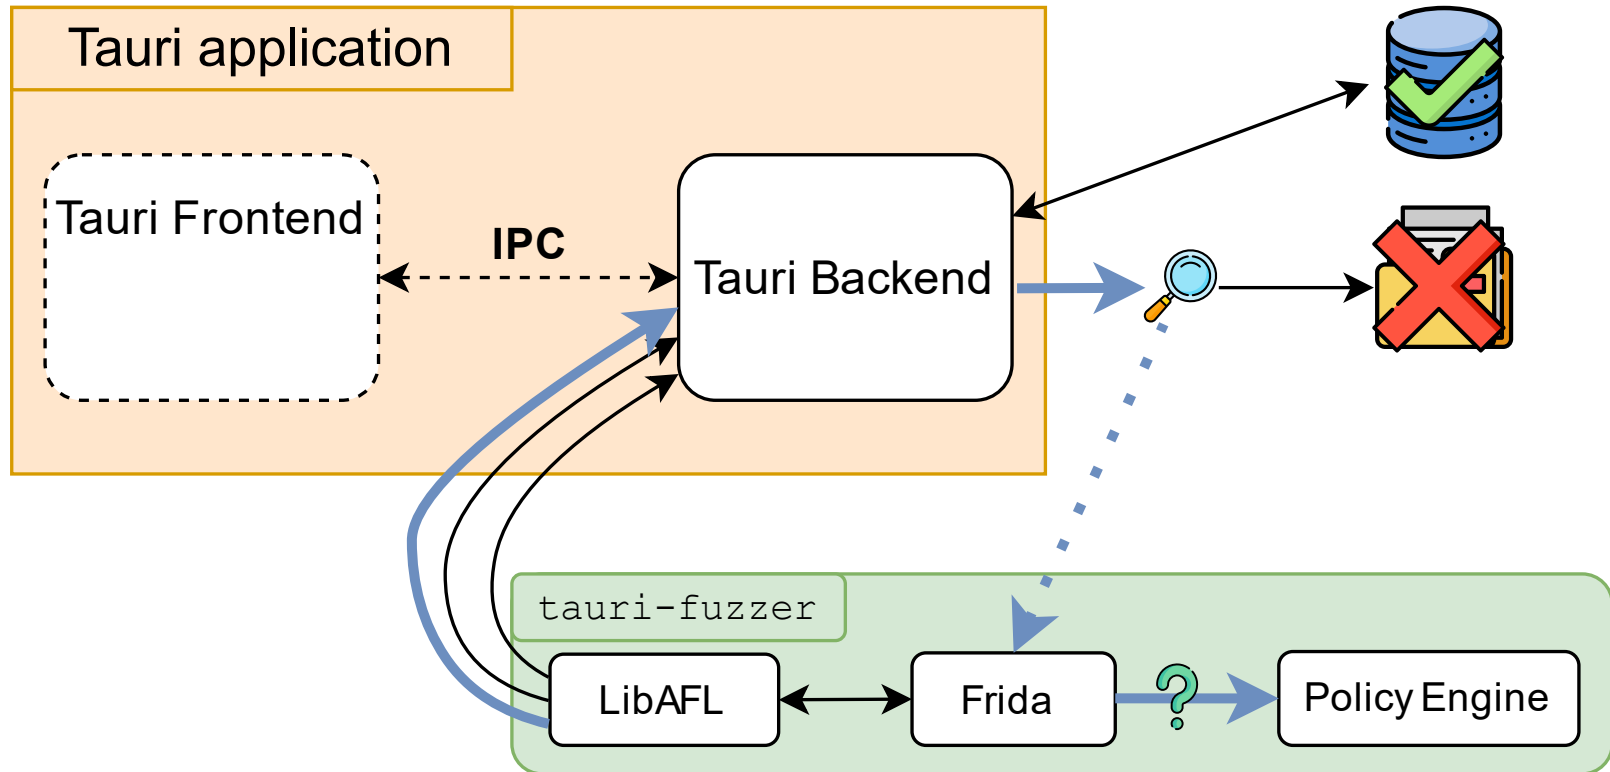 Tauri application
Tauri Frontend
IPC
Tauri Backend
tauri-fuzzer
LibAFL
Frida
Policy Engine